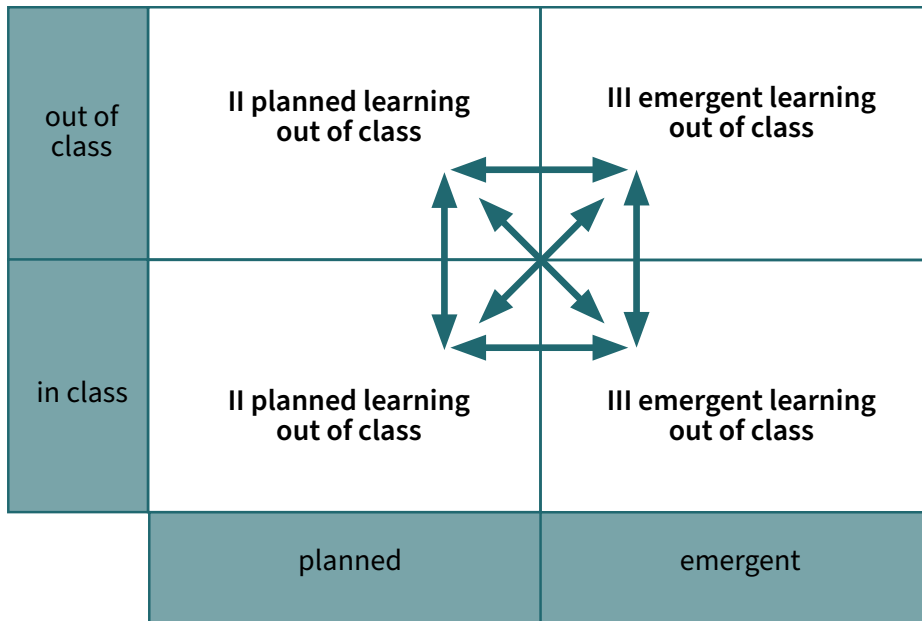 out of
class
II planned learning
out of class
III emergent learning
out of class
in class
II planned learning
out of class
III emergent learning
out of class
planned
emergent